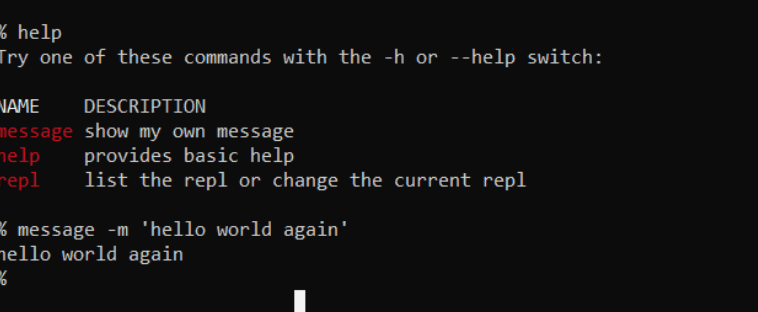 % help
Try one of these commands with the -h or --help switch:
NAME DESCRIPTION
message show my own message
help provides basic help
repl list the repl or change the current repl
% message -m 'hello world again'
hello world again
%